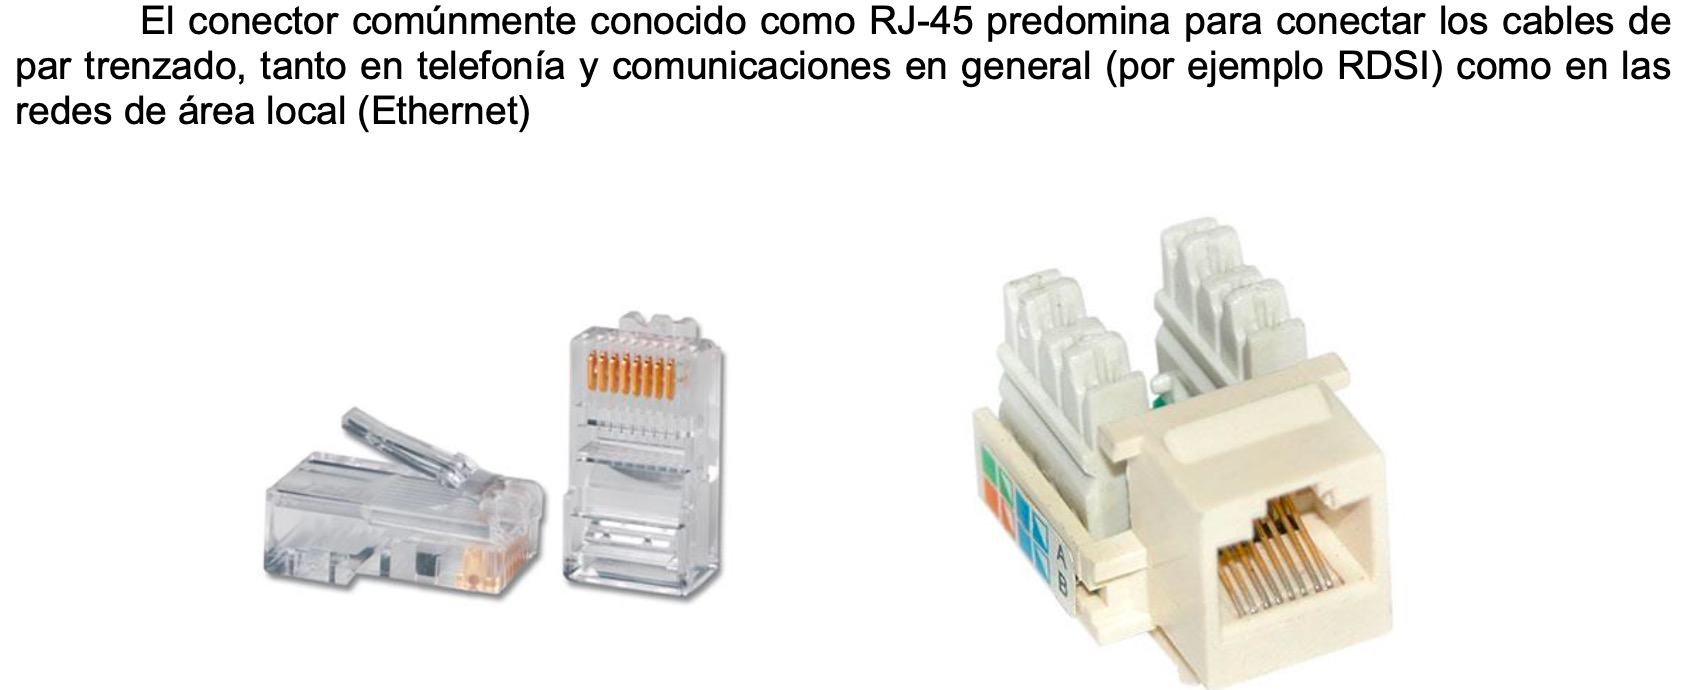 El conector comúnmente conocido como RJ-45 predomina para conectar los cables de
par trenzado, tanto en telefonía y comunicaciones en general (por ejemplo RDSI) como en las
redes de área local (Ethernet)
A
B